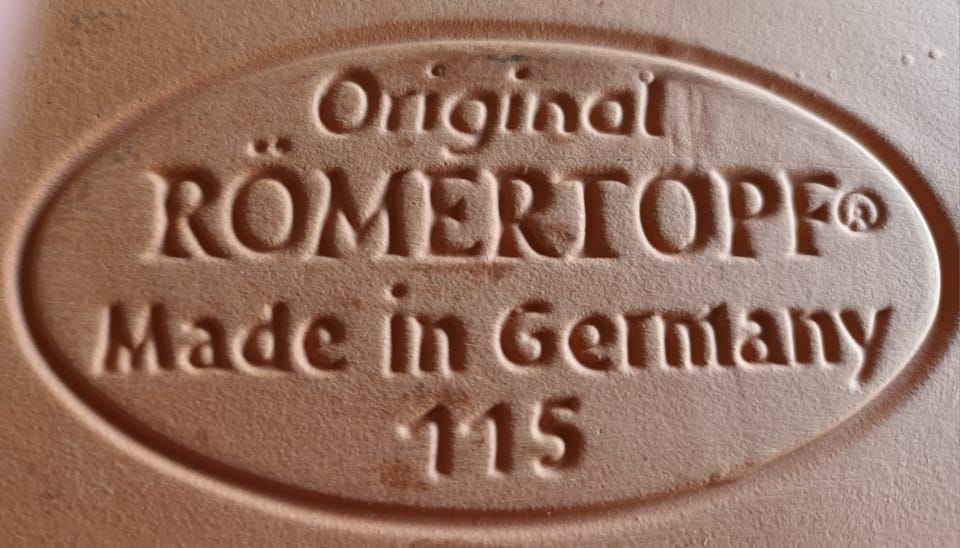 Original
RÖMERTOPF®
Made in Germany
115